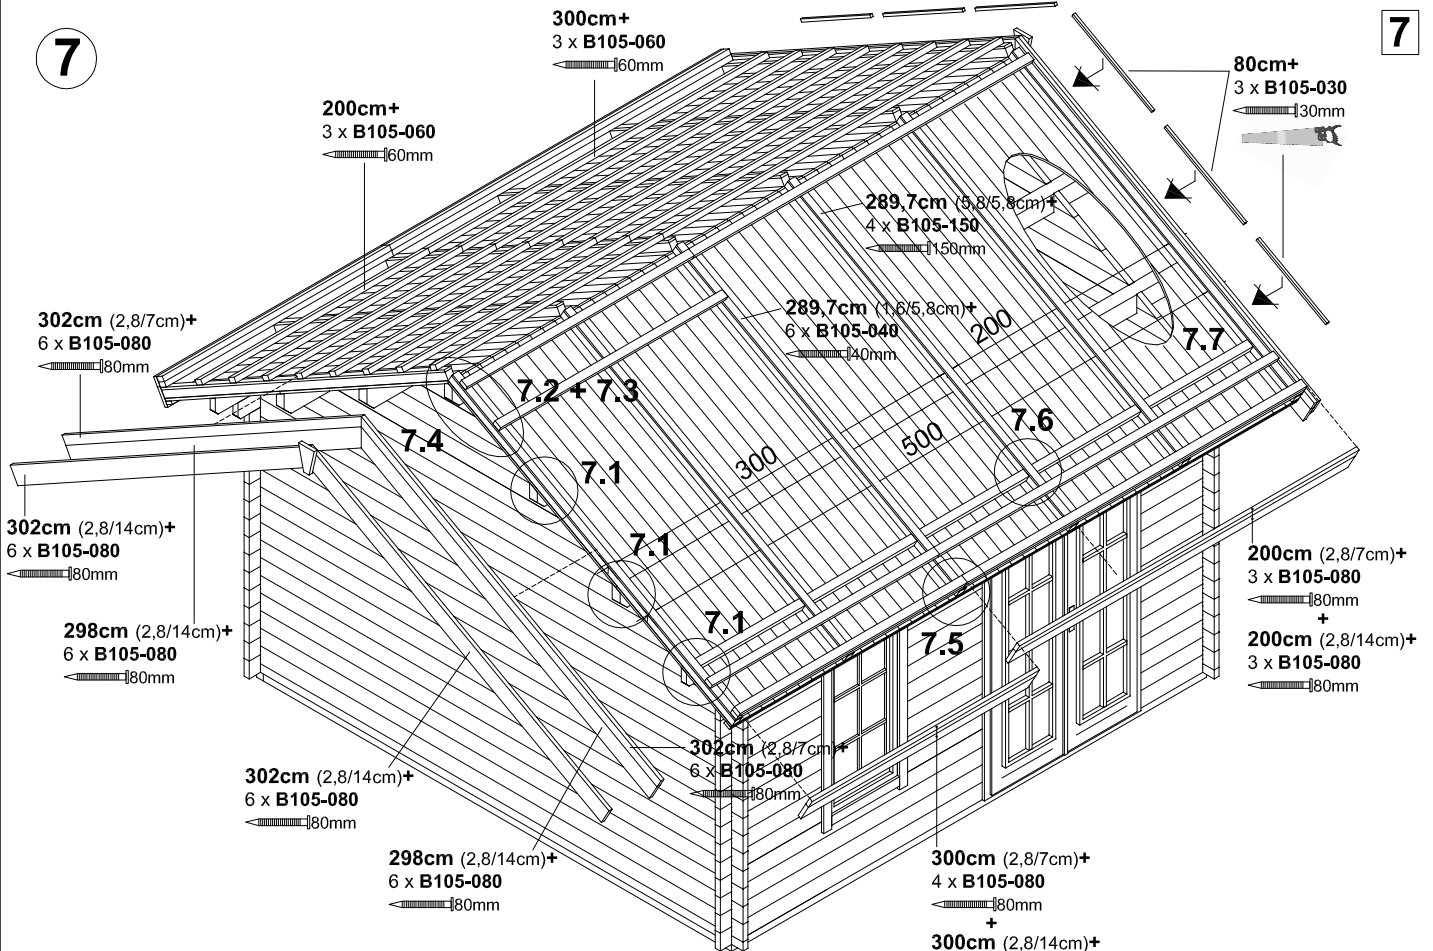 7
7
300cm+
3 x B105-060
60mm
80cm+
3 x B105-030
30mm
200cm+
3 x B105-060
60mm
289,7cm (5,8/5,8cm)+
4 x B105-150
150mm
289,7cm (1,6/5,8cm)+
6 x B105-040
40mm
302cm (2,8/7cm)+
6 x B105-080
80mm
200
7.7
7.2 + 7.3
7.6
7.4
500
300
7.1
7.1
7.1
7.5
302cm (2,8/14cm)+
6 x B105-080
80mm
298cm (2,8/14cm)+
6 x B105-080
80mm
200cm (2,8/7cm)+
3 x B105-080
80mm
+
200cm (2,8/14cm)+
3 x B105-080
80mm
302cm (2,8/7cm)+
6 x B105-080
80mm
302cm (2,8/14cm)+
6 x B105-080
80mm
298cm (2,8/14cm)+
6 x B105-080
80mm
300cm (2,8/7cm)+
4 x B105-080
80mm
+
300cm (2,8/14cm)+